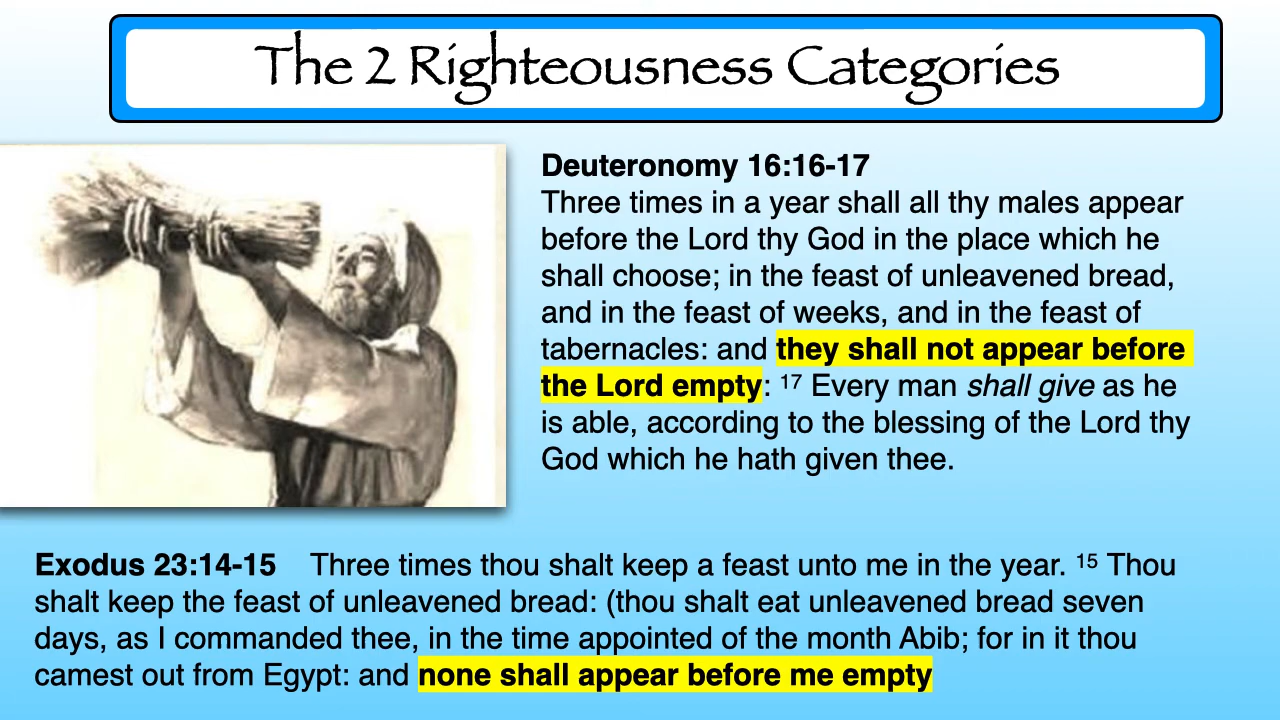 The 2 Righteousness Categories
Deuteronomy 16:16-17
Three times in a year shall all thy males appear
before the Lord thy God in the place which he
shall choose; in the feast of unleavened bread,
and in the feast of weeks, and in the feast of
tabernacles: and they shall not appear before
the Lord empty: 17 Every man shall give as he
is able, according to the blessing of the Lord thy
God which he hath given thee.
Exodus 23:14-15 Three times thou shalt keep a feast unto me in the year. 15 Thou
shalt keep the feast of unleavened bread: (thou shalt eat unleavened bread seven
days, as I commanded thee, in the time appointed of the month Abib; for in it thou
camest out from Egypt: and none shall appear before me empty